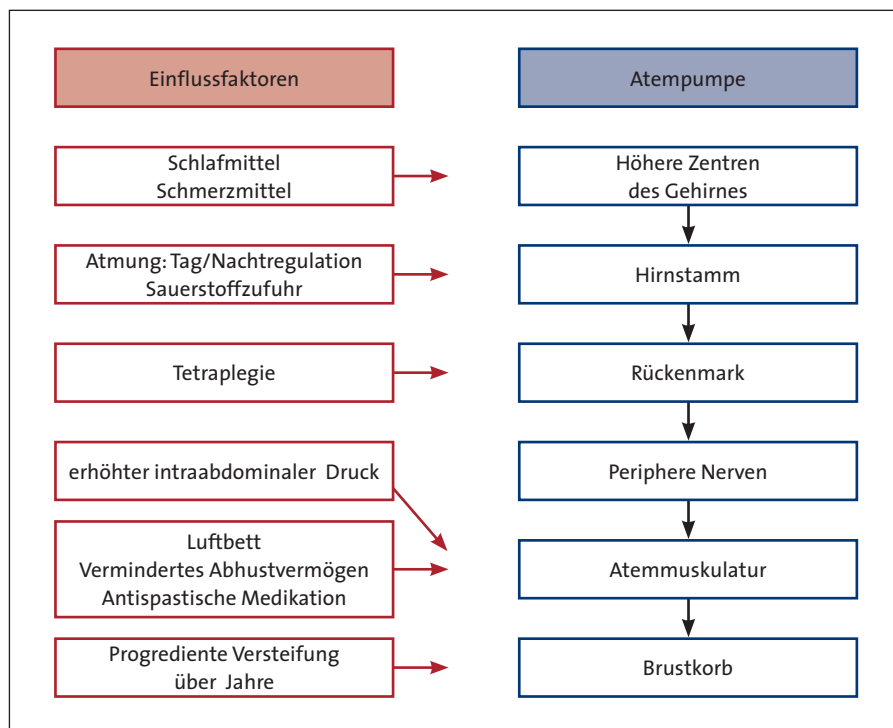 Einflussfaktoren
Atempumpe
Schlafmittel
Schmerzmittel
Höhere Zentren
des Gehirnes
Atmung: Tag/Nachtregulation
Sauerstoffzufuhr
Hirnstamm
Tetraplegie
Rückenmark
erhöhter intraabdominaler Druck
Periphere Nerven
Luftbett
Vermindertes Abhustvermögen
Antispastische Medikation
Atemmuskulatur
Progrediente Versteifung
über Jahre
Brustkorb